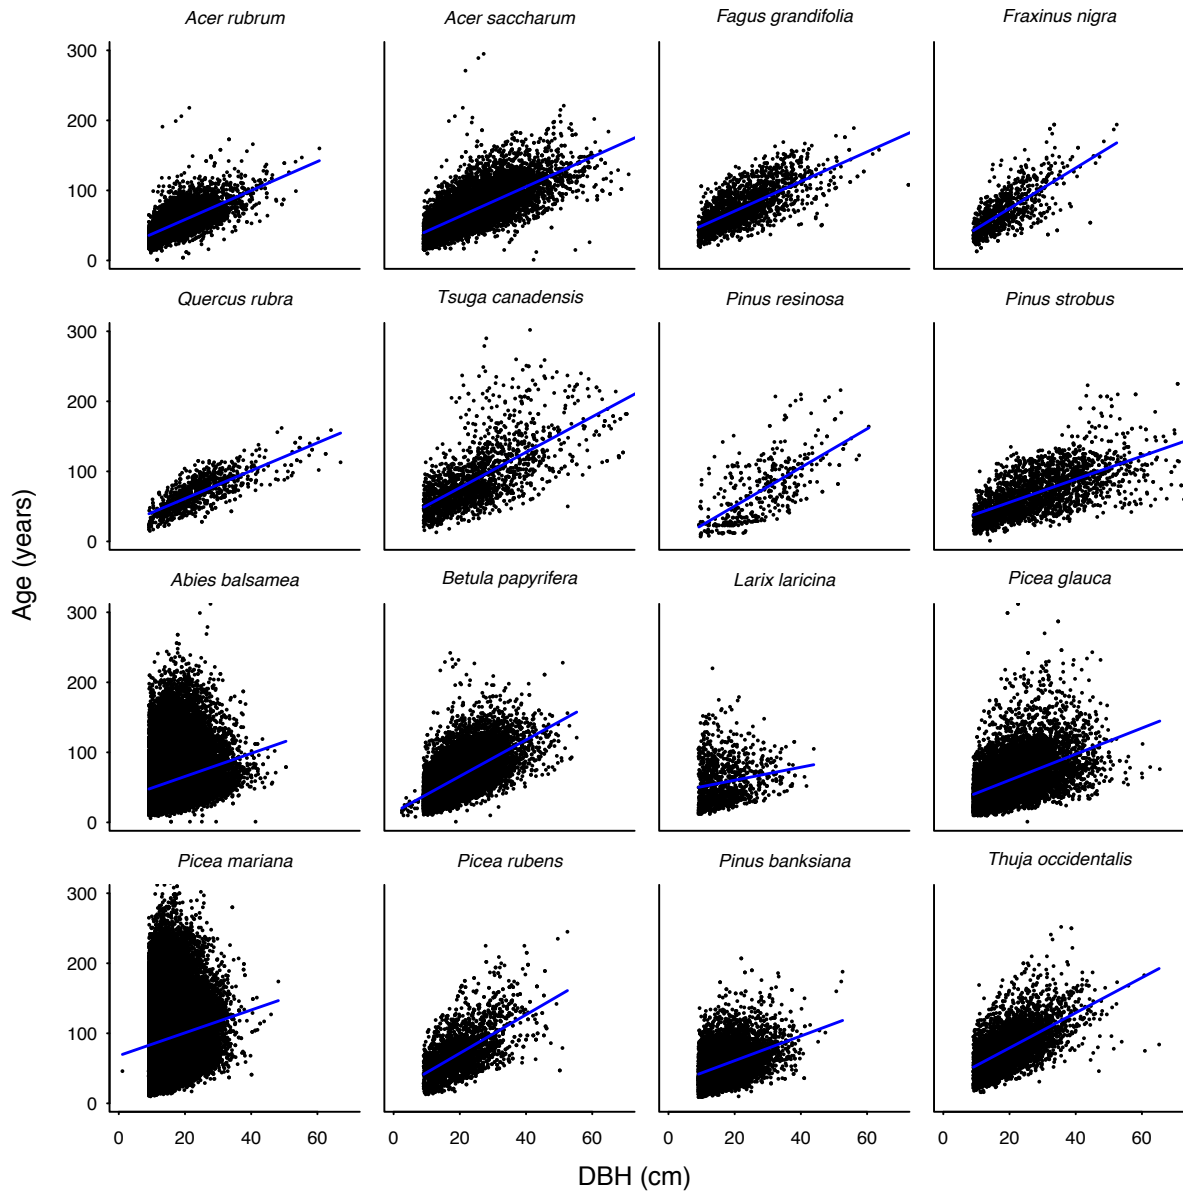 Acer rubrum Acer saccharum Fagus grandifolia Fraxinus nigra
300
200
100
0
Quercus rubra Tsuga canadensis Pinus resinosa Pinus strobus
300
200
100
0
Age (years)
Abies balsamea Betula papyrifera Larix laricina Picea glauca
300
200
100
0
Picea mariana Picea rubens Pinus banksiana Thuja occidentalis
300
200
100
0
0 20 40 60 0 20 40 60 0 20 40 60 0 20 40 60
DBH (cm)